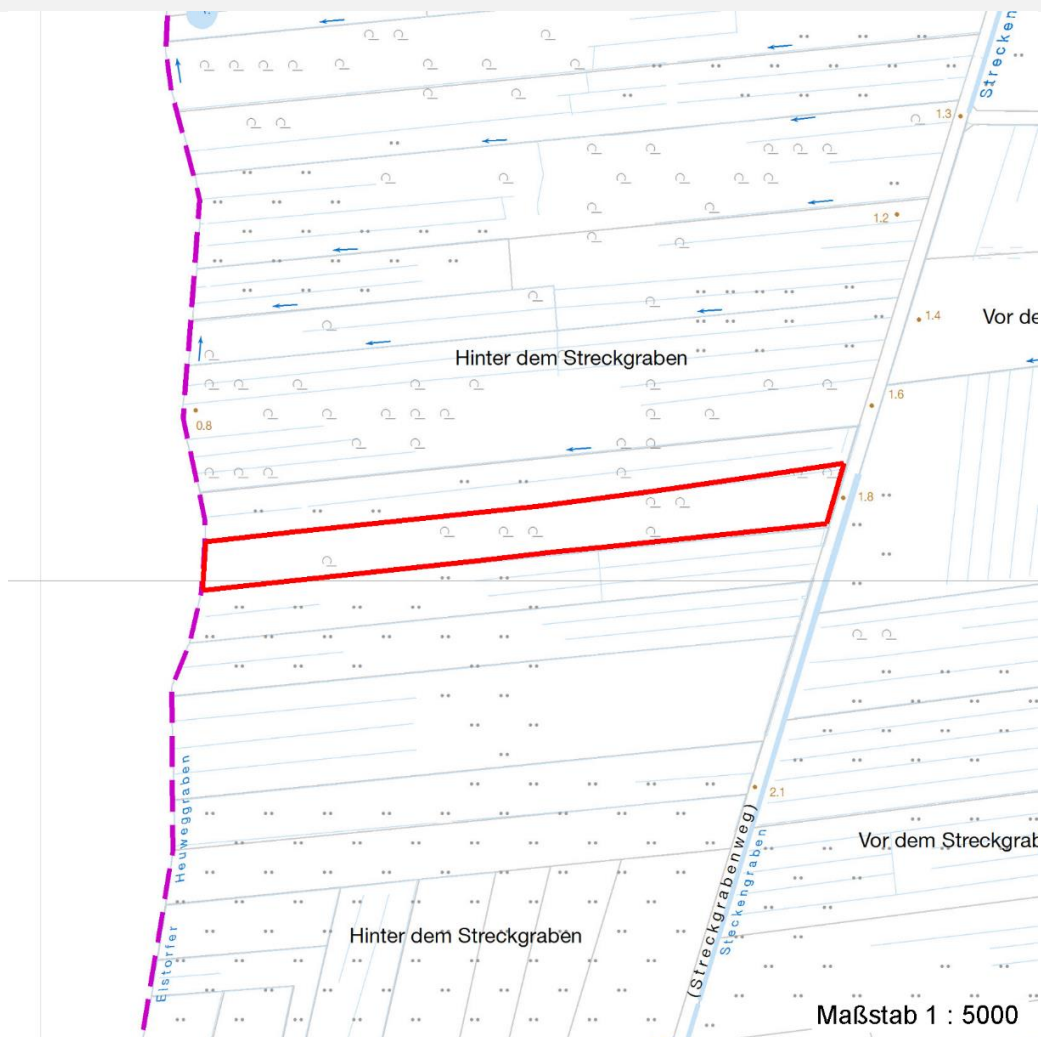 Strecken
1.3
1.2
1.4
Vor de
Hinter dem Streckgraben
1.6
0.8
1.8
2.1
Heuweggraben
Elstorfer
(Streckgrabenweg)
Steckengraben
Vor dem Streckgrab
Hinter dem Streckgraben
Maßstab 1 : 5000